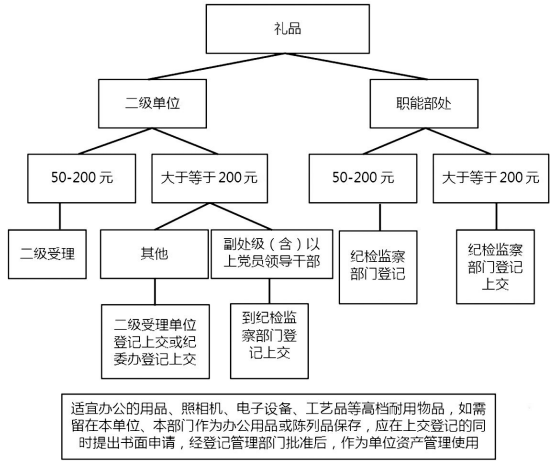 礼品
二级单位
职能部处
50-200 元
大于等于 200 元
50-200 元
大于等于 200 元
二级受理
其他
副处级（含）以
上党员领导干部
纪检监察
部门登记
纪检监察
部门登记
上交
二级受理单位
登记上交或纪
委办登记上交
到纪检监
察部门登
记上交
适宜办公的用品、照相机、电子设备、工艺品等高档耐用物品，如需
留在本单位、本部门作为办公用品或陈列品保存，应在上交登记的同
时提出书面申请，经登记管理部门批准后，作为单位资产管理使用